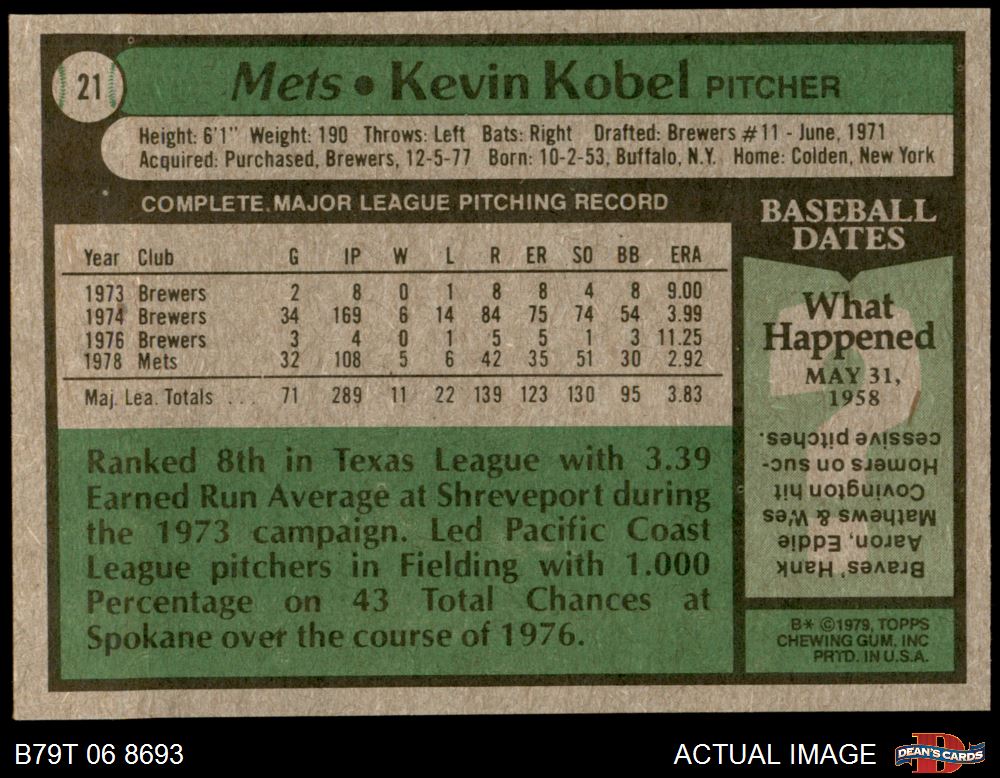 21
Mets • Kevin Kobel PITCHER
Height: 6'1" Weight: 190 Throws: Left Bats: Right Drafted: Brewers #11 - June, 1971
Acquired: Purchased, Brewers, 12-5-77 Born: 10-2-53, Buffalo, N.Y. Home: Colden, New York
COMPLETE MAJOR LEAGUE PITCHING RECORD
Year Club G IP W L R ER SO BB ERA
1973 Brewers 2 8 0 1 8 8 4 8 9.00
1974 Brewers 34 169 6 14 84 75 74 54 3.99
1976 Brewers 3 4 0 1 5 5 1 3 11.25
1978 Mets 32 108 5 6 42 35 51 30 2.92
Maj. Lea. Totals ... 71 289 11 22 139 123 130 95 3.83
Ranked 8th in Texas League with 3.39
Earned Run Average at Shreveport during
the 1973 campaign. Led Pacific Coast
League pitchers in Fielding with 1.000
Percentage on 43 Total Chances at
Spokane over the course of 1976.
BASEBALL
DATES
What
Happened
MAY 31,
1958
Braves' Hank
Aaron, Eddie
Mathews & Wes
Covington hit
Homers on suc-
cessive pitches.
B* ©1979, TOPPS
CHEWING GUM, INC
PRTD. IN U.S.A.
B79T 06 8693
ACTUAL IMAGE
DEAN'S CARDS